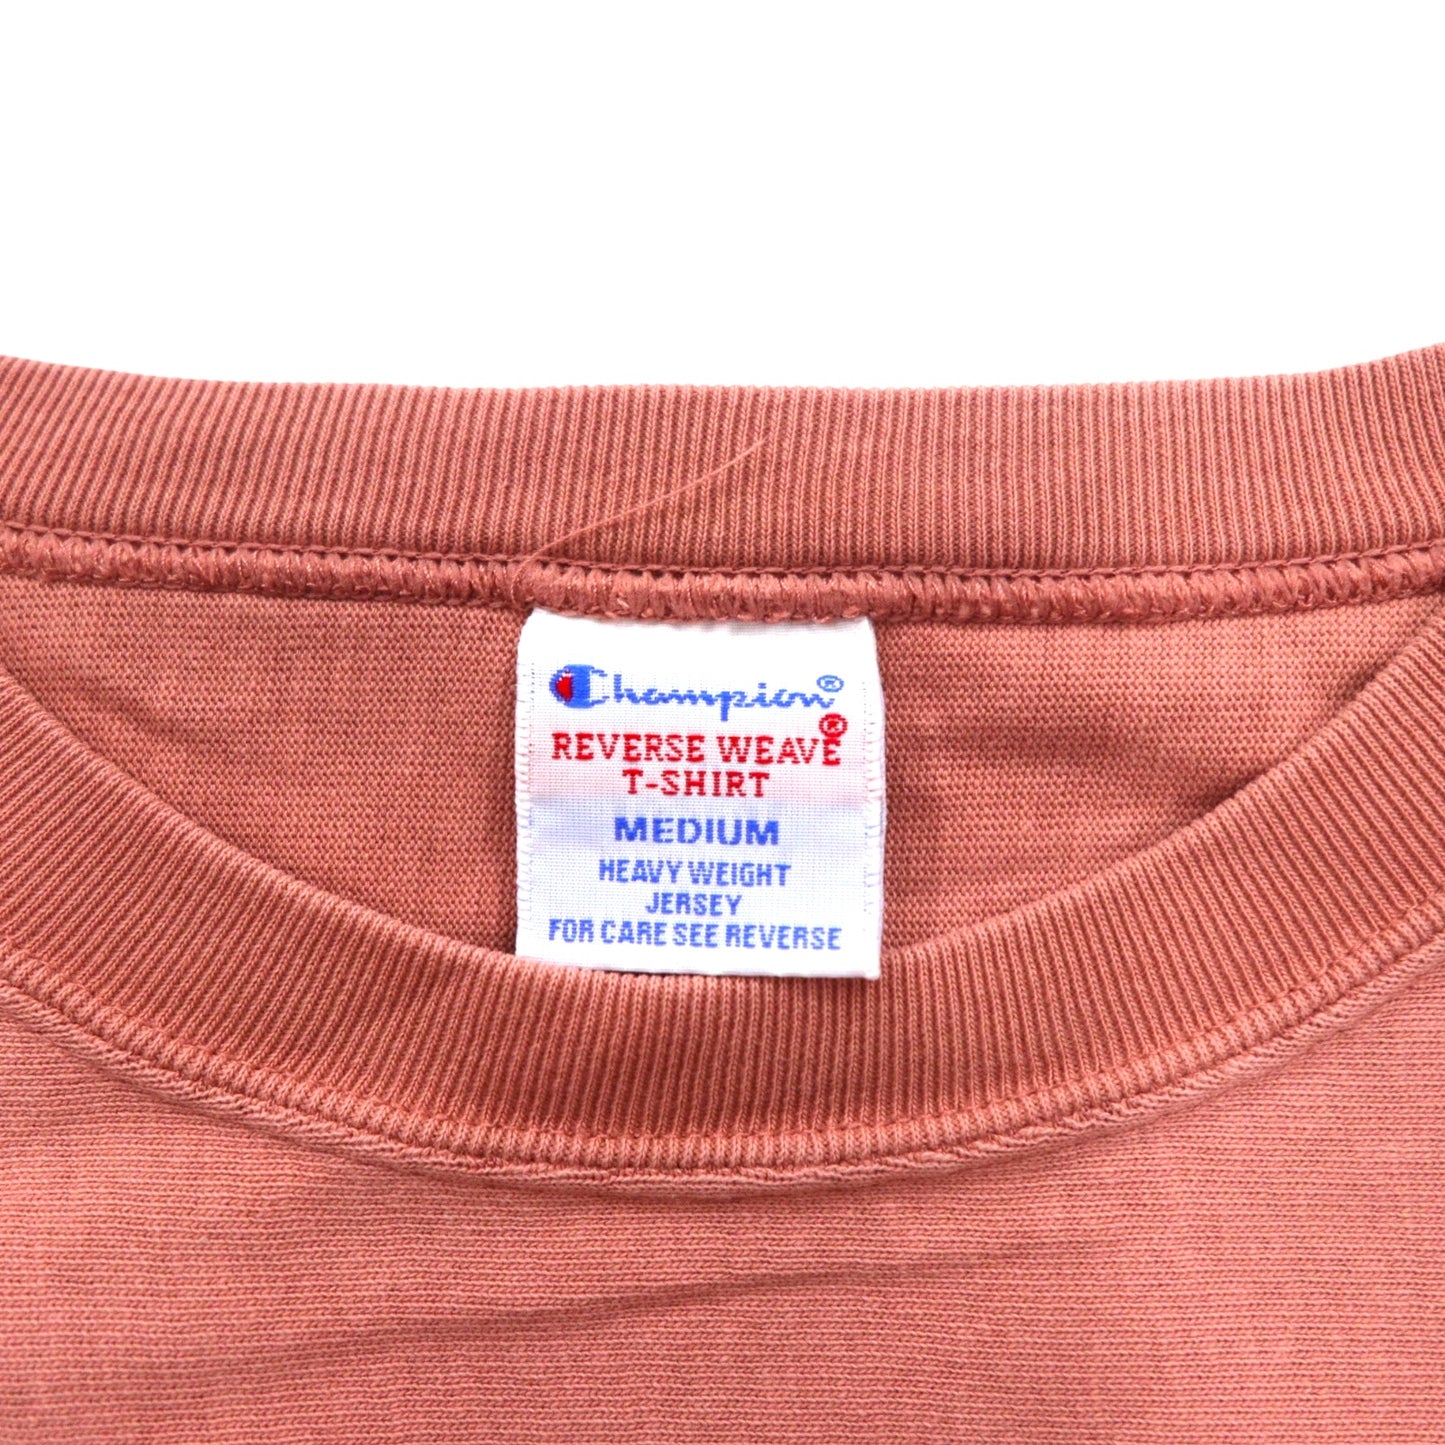 Champion®
REVERSE WEAVE®
T-SHIRT
MEDIUM
HEAVY WEIGHT
JERSEY
FOR CARE SEE REVERSE